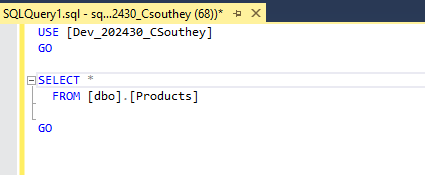 SQLQuery1.sql - sq...2430_Csouthey (68))*
USE [Dev_202430_CSouthey]
GO
SELECT *
FROM [dbo].[Products]
GO